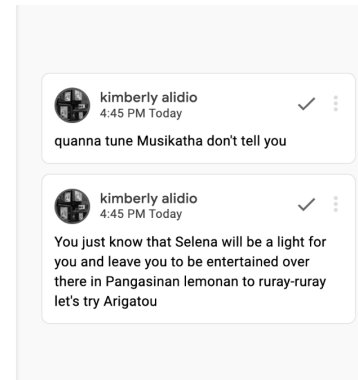 kimberly alidio
4:45 PM Today
quanna tune Musikatha don't tell you
kimberly alidio
4:45 PM Today
You just know that Selena will be a light for
you and leave you to be entertained over
there in Pangasinan lemonan to ruray-ruray
let's try Arigatou